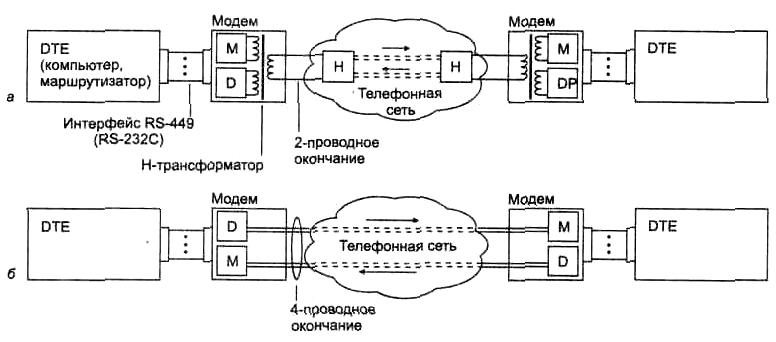 Модем
Модем
DTE
(компьютер,
маршрутизатор)
M
D
H
H
M
DP
DTE
Телефонная
сеть
а
Интерфейс RS-449
(RS-232C)
2-проводное
окончание
Н-трансформатор
Модем
Модем
DTE
D
M
Телефонная сеть
M
D
DTE
б
4-проводное
окончание